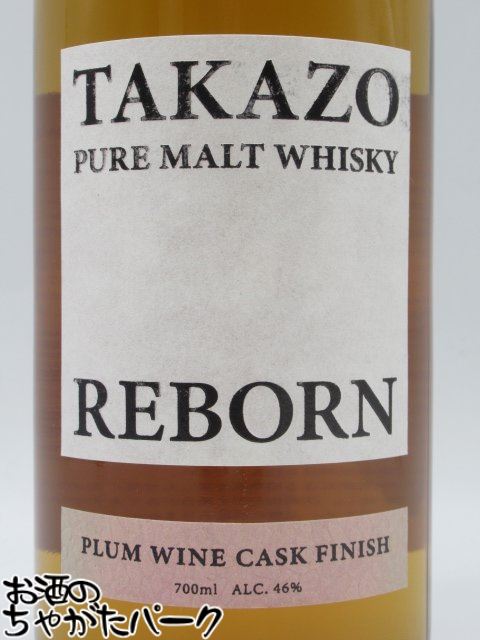 TAKAZO
PURE MALT WHISKY
REBORN
PLUM WINE CASK FINISH
700ml ALC. 46%
お酒の
ちゃがたパーク